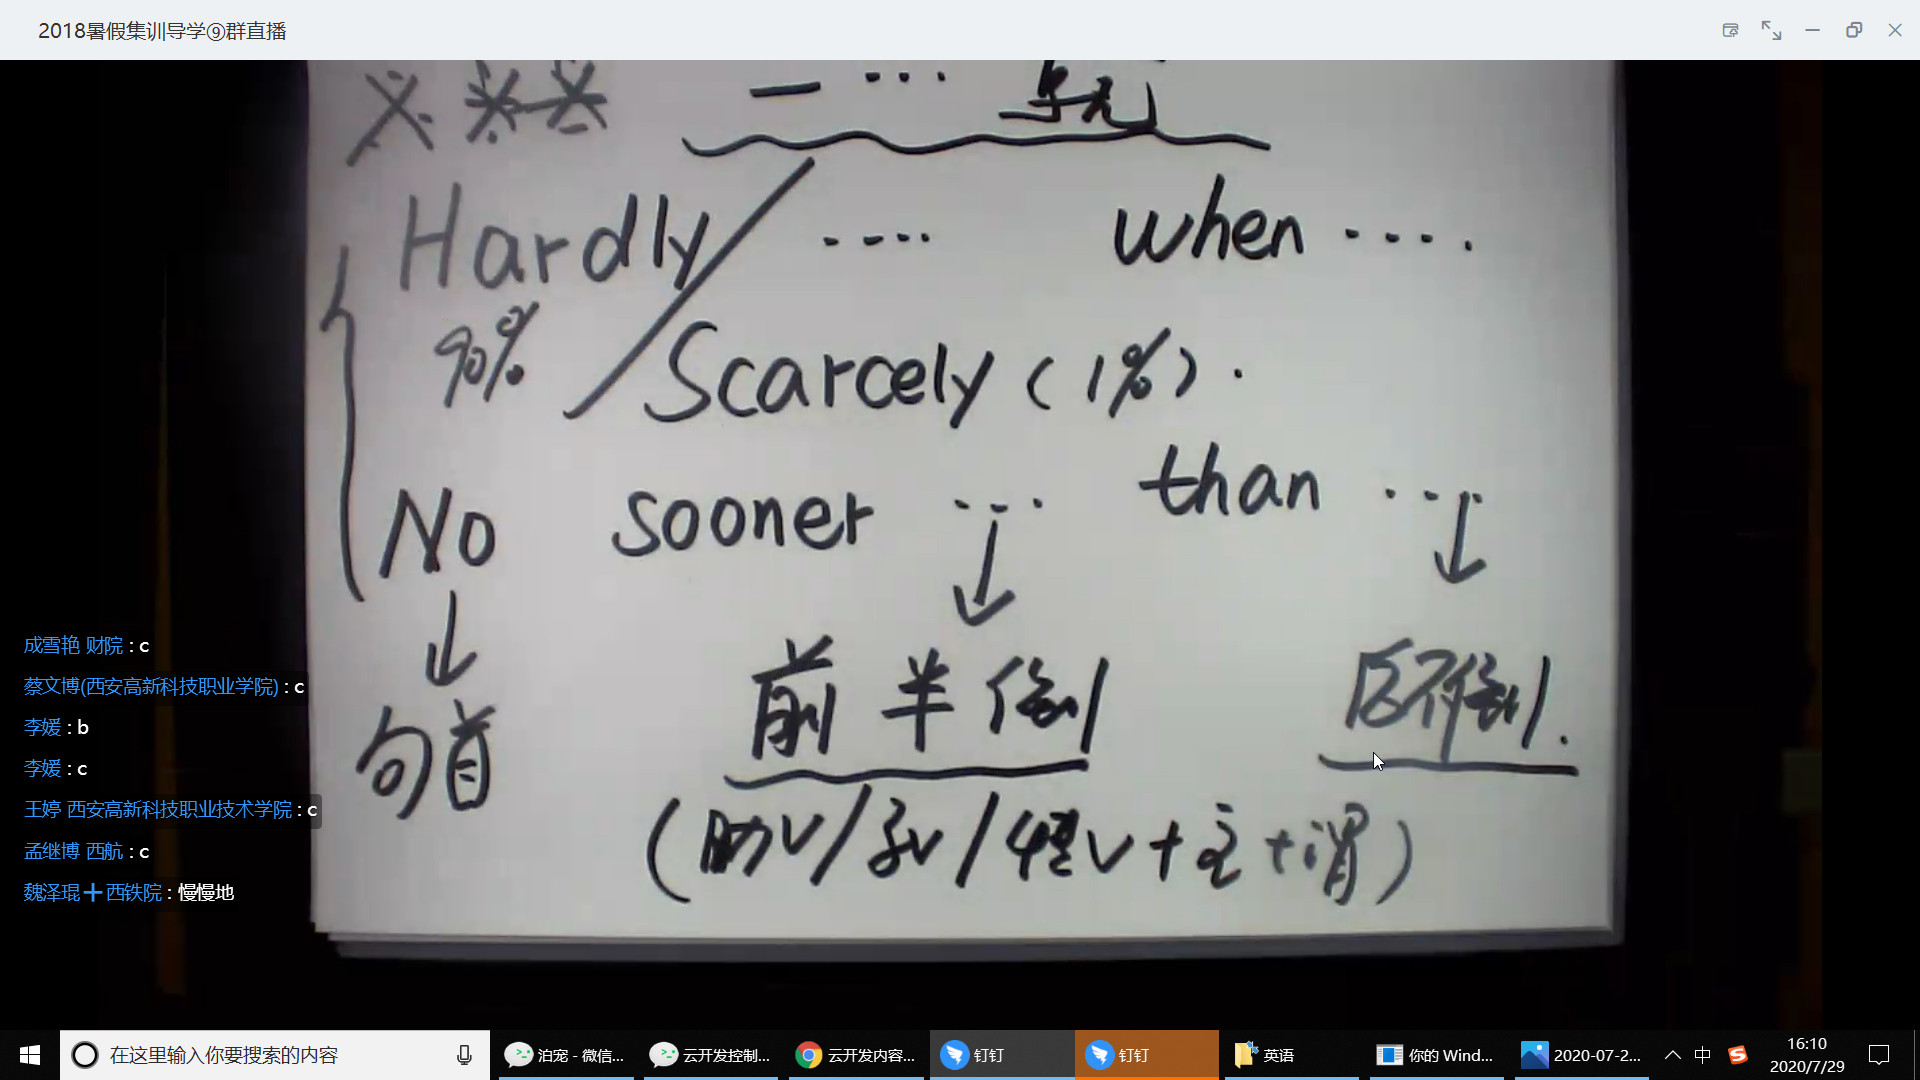 2018暑假集训导学⑨群直播
一 ···
Hardly / ···· when ····
90% Scarcely (1%).
No sooner ··· than ····
句首 前半倒 后不倒.
(助V/系V/情V+主+谓)
成雪艳 财院 : c
蔡文博(西安高新科技职业学院) : c
李媛 : b
李媛 : c
王婷 西安高新科技职业技术学院 : c
孟继博 西航 : c
魏泽琨十西铁院 : 慢慢地
在这里输入你要搜索的内容 泊宠 - 微信... 云开发控制... 云开发内容... 钉钉 钉钉 英语 你的 Wind... 2020-07-2... 中 16:10
2020/7/29